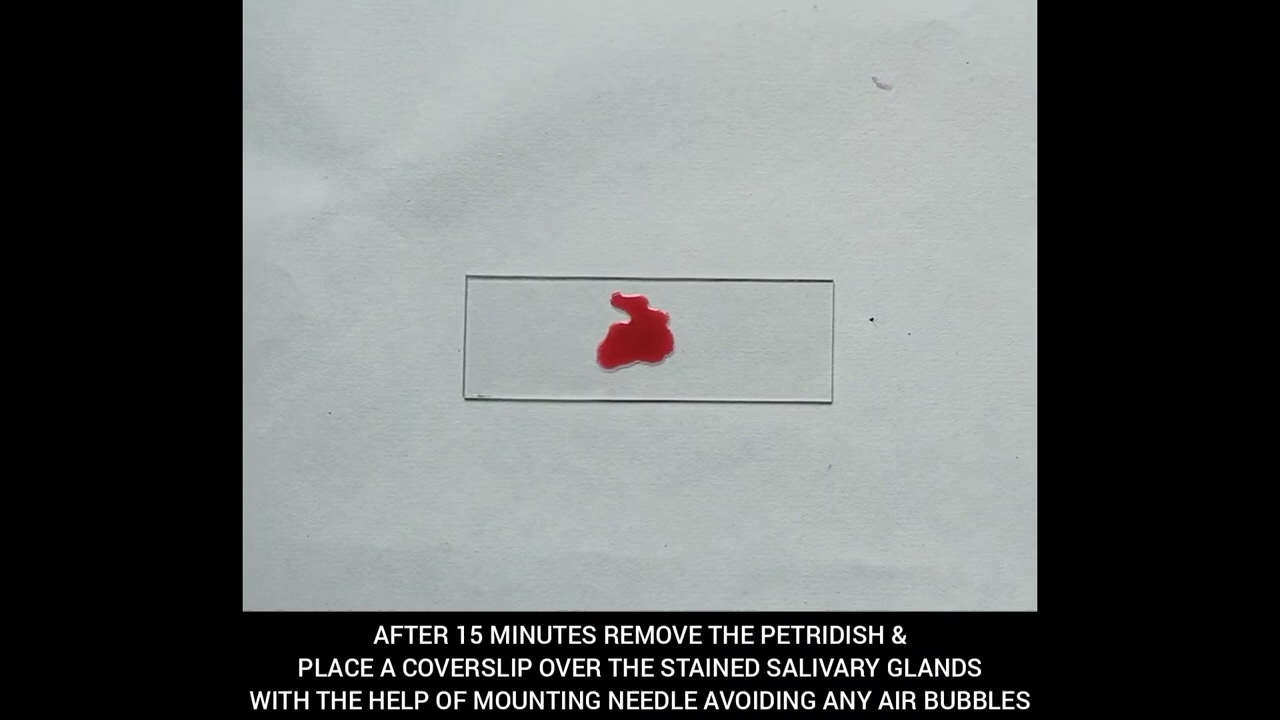 AFTER 15 MINUTES REMOVE THE PETRIDISH &
PLACE A COVERSLIP OVER THE STAINED SALIVARY GLANDS
WITH THE HELP OF MOUNTING NEEDLE AVOIDING ANY AIR BUBBLES